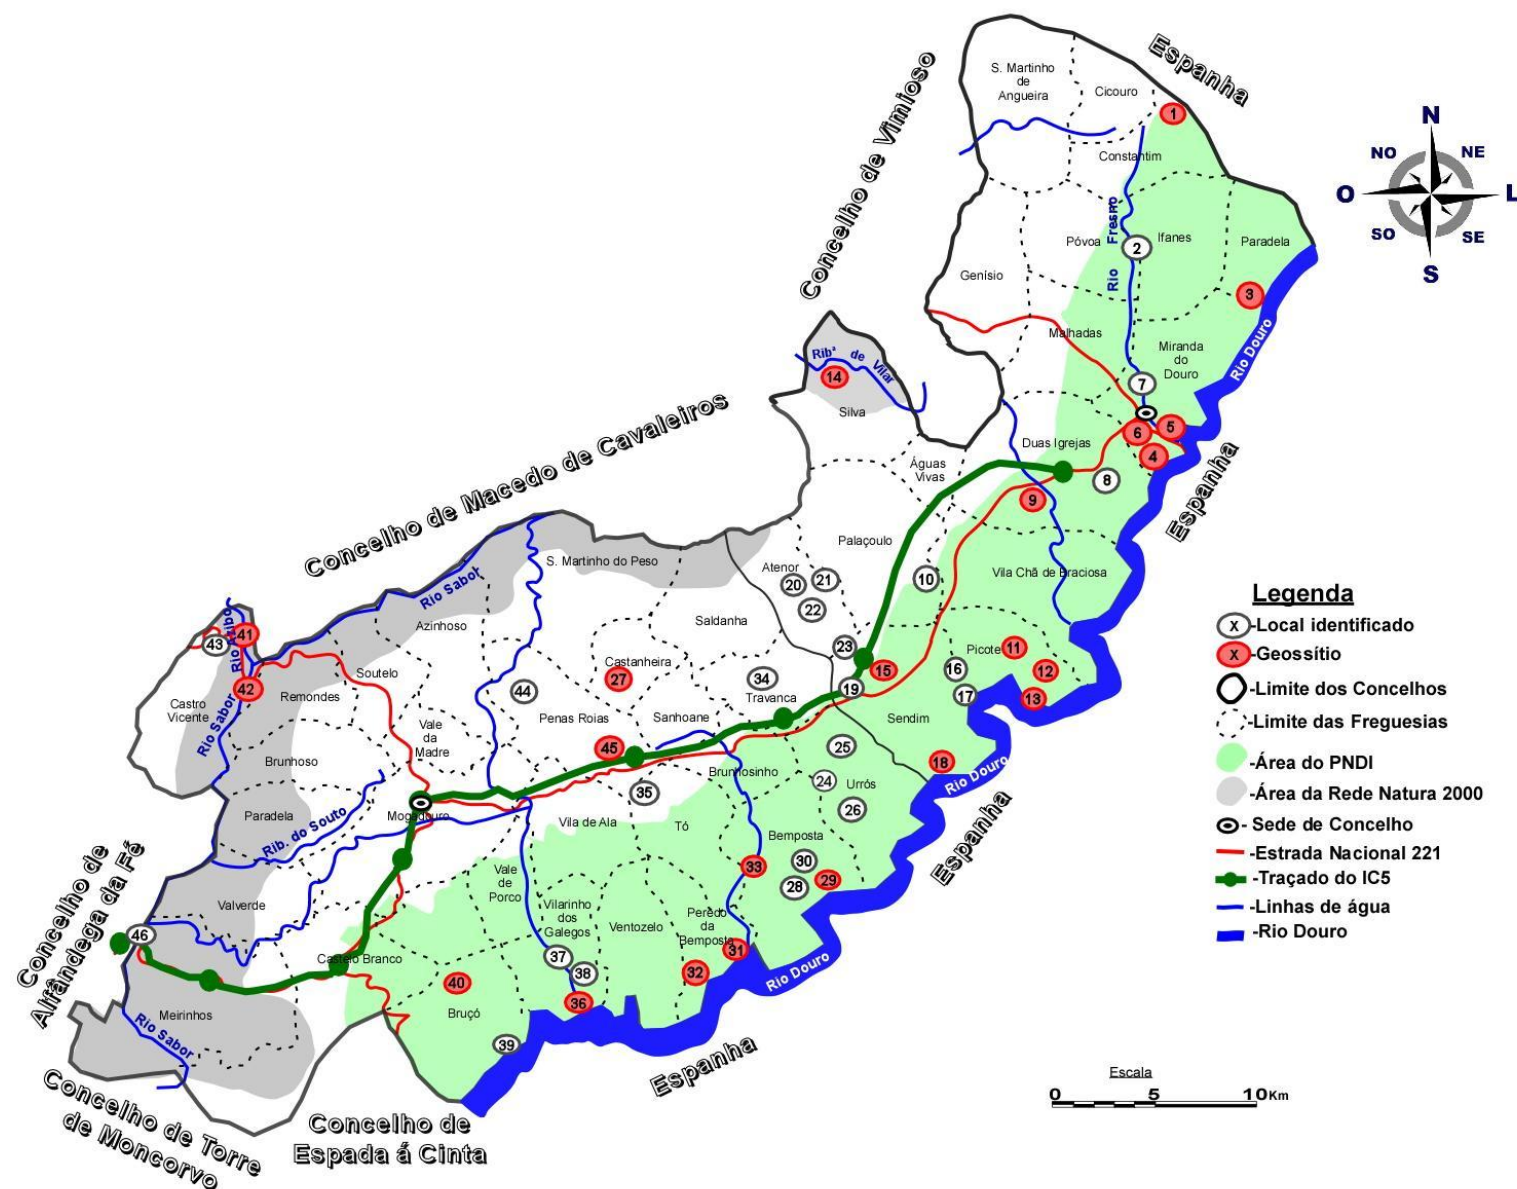 Espanha
S. Martinho
de
Angueira
Cicouro
1
Constantim
Concelho de Vimioso
N
NO
NE
O
L
SO
SE
S
Rio Fresno
Póvoa
2
Ifanes
Paradela
Genísio
3
Rio Douro
Malhadas
Miranda
do
Douro
Ribª de Vilar
14
Silva
7
5
6
4
Duas Igrejas
8
9
Espanha
Águas
Vivas
Concelho de Macedo de Cavaleiros
Palaçoulo
S. Martinho do Peso
Atenor
20
21
22
10
Vila Chã de Braciosa
Rio Sabor
Azinhoso
Saldanha
23
Picote
11
12
13
16
17
43
41
42
Rio Sabor
Castro
Vicente
Remondes
Soutelo
44
Castanheira
27
34
Travanca
19
15
Penas Roias
Sanhoane
Sendim
Vale
da
Madre
Brunhoso
45
25
18
Rio Douro
Brunhosinho
24
Urrós
35
26
Paradela
Rib. do Souto
Mogadouro
Vila de Ala
Tó
Bemposta
30
28
29
33
Espanha
Concelho de
Alfândega da Fé
Valverde
Vale
de
Porco
Vilarinho
dos
Galegos
Ventozelo
Peredo
da
Bemposta
46
Castelo Branco
37
38
31
32
Rio Douro
40
36
Bruçó
Meirinhos
Rio Sabor
39
Espanha
Concelho de Torre
de Moncorvo
Concelho de
Espada á Cinta
Legenda
x -Local identificado
x -Geossítio
-Limite dos Concelhos
-Limite das Freguesias
-Área do PNDI
-Área da Rede Natura 2000
- Sede de Concelho
-Estrada Nacional 221
-Traçado do IC5
-Linhas de água
-Rio Douro
Escala
0 5 10 Km